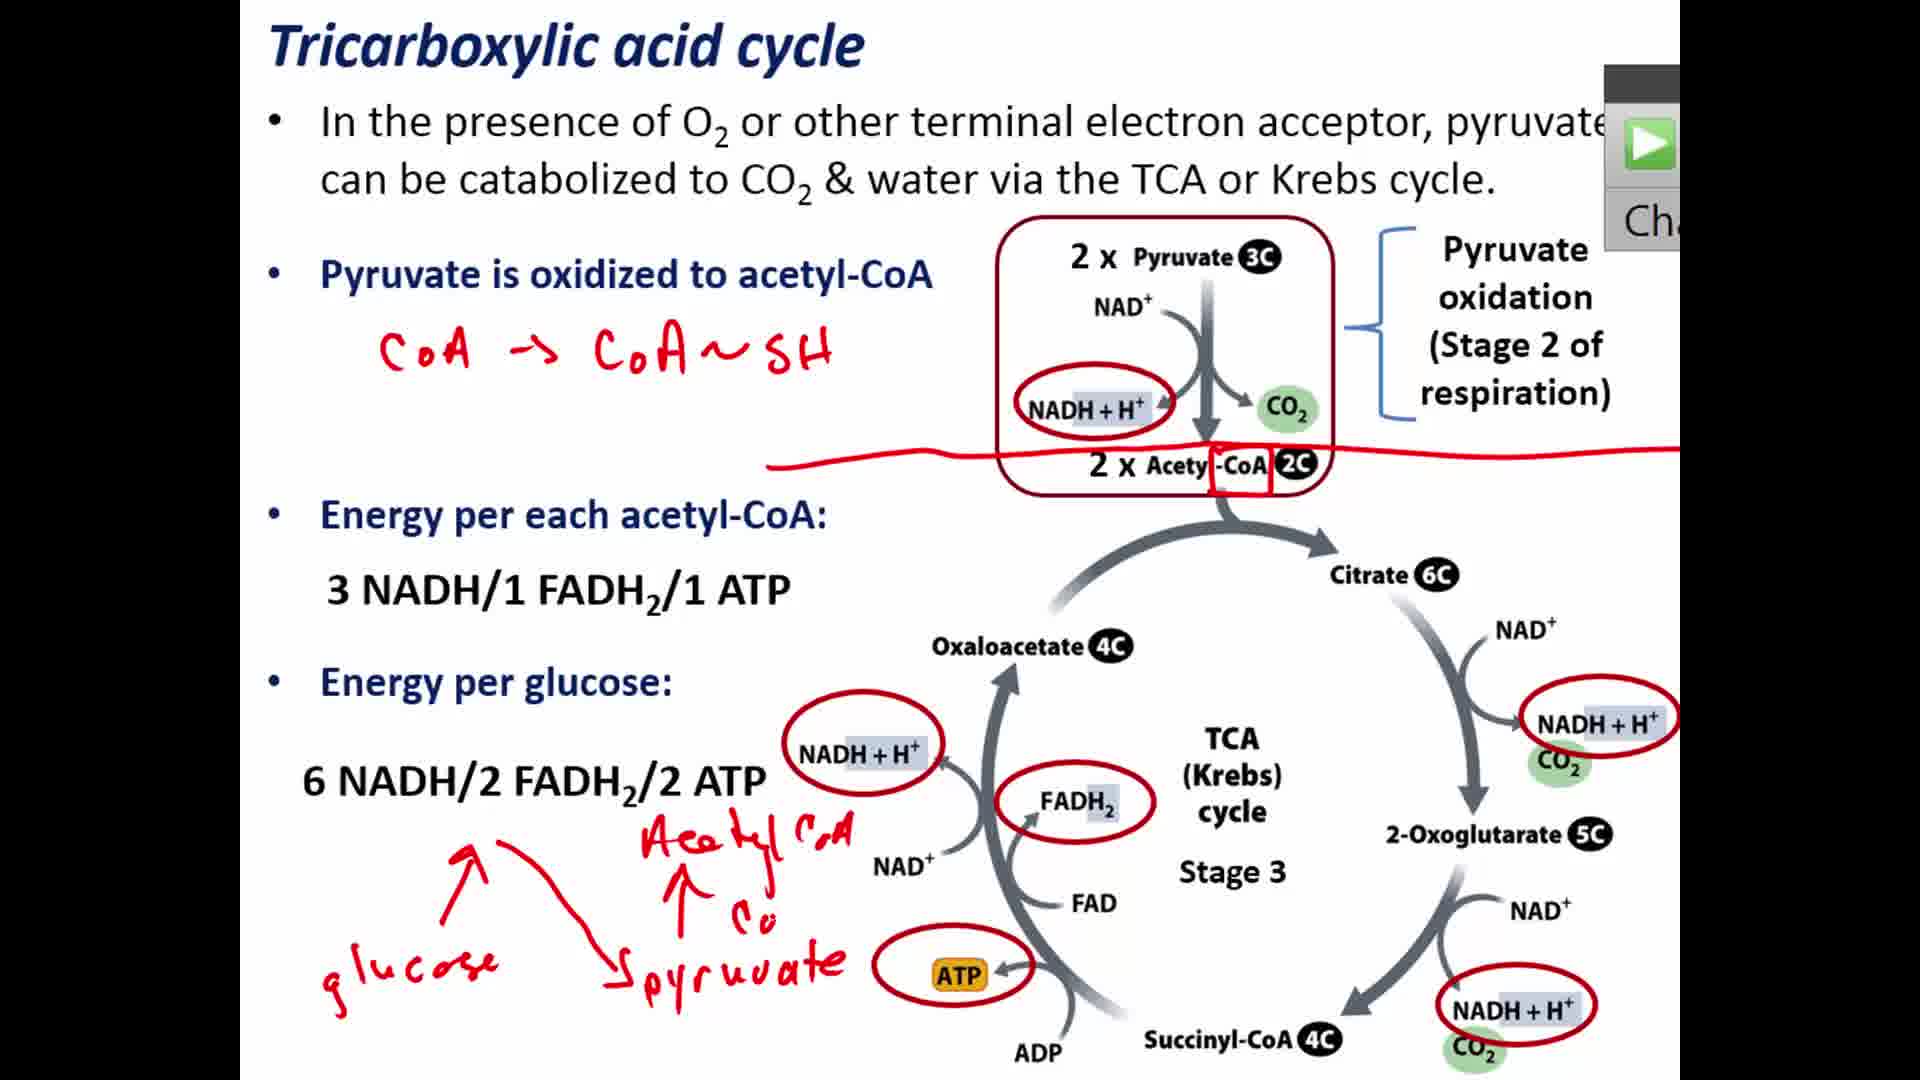 Tricarboxylic acid cycle
• In the presence of O₂ or other terminal electron acceptor, pyruvate
can be catabolized to CO₂ & water via the TCA or Krebs cycle.
• Pyruvate is oxidized to acetyl-CoA
CoA → CoA ~ SH
• Energy per each acetyl-CoA:
3 NADH/1 FADH₂/1 ATP
• Energy per glucose:
6 NADH/2 FADH₂/2 ATP
Acetyl CoA
Co
glucose
pyruvate
2 x Pyruvate 3C
NAD⁺
NADH + H⁺
CO₂
2 x Acety -CoA 2C
Pyruvate
oxidation
(Stage 2 of
respiration)
Citrate 6C
NAD⁺
NADH + H⁺
CO₂
2-Oxoglutarate 5C
NAD⁺
NADH + H⁺
CO₂
Succinyl-CoA 4C
ADP
ATP
FAD
FADH₂
NAD⁺
NADH + H⁺
Oxaloacetate 4C
TCA
(Krebs)
cycle
Stage 3